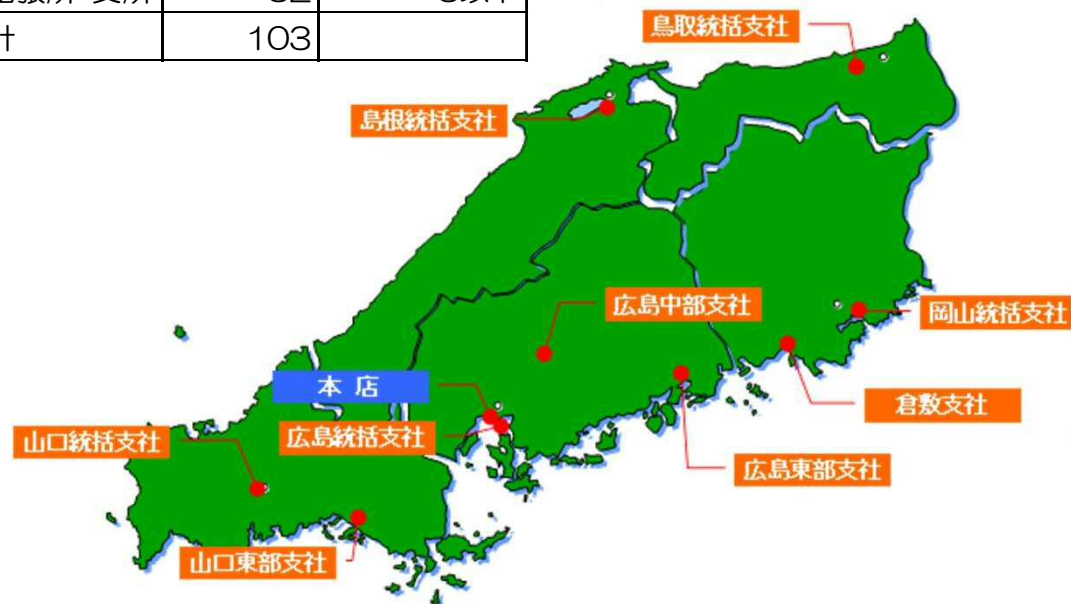 計 103
鳥取統括支社
島根統括支社
広島中部支社
岡山統括支社
本 店
倉敷支社
山口統括支社
広島統括支社
広島東部支社
山口東部支社